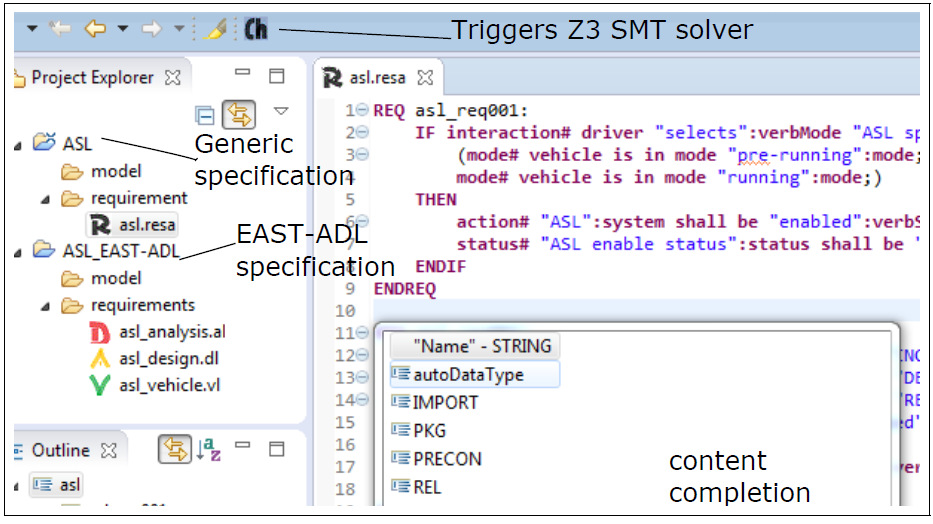 Ch
Triggers Z3 SMT solver
Project Explorer
ASL
model
requirement
asl.resa
ASL_EAST-ADL
model
requirements
asl_analysis.al
asl_design.dl
asl_vehicle.vl
Generic
specification
EAST-ADL
specification
Outline
asl
asl.resa
1 REQ asl_req001:
2 IF interaction# driver "selects":verbMode "ASL sp
3 (mode# vehicle is in mode "pre-running":mode;
mode# vehicle is in mode "running":mode;)
5 THEN
6 action# "ASL":system shall be "enabled":verbS
status# "ASL enable status":status shall be "
8 ENDIF
9 ENDREQ
10
11
12
13
14
15
16
17
18
"Name" - STRING
autoDataType
IMPORT
PKG
PRECON
REL
content
completion